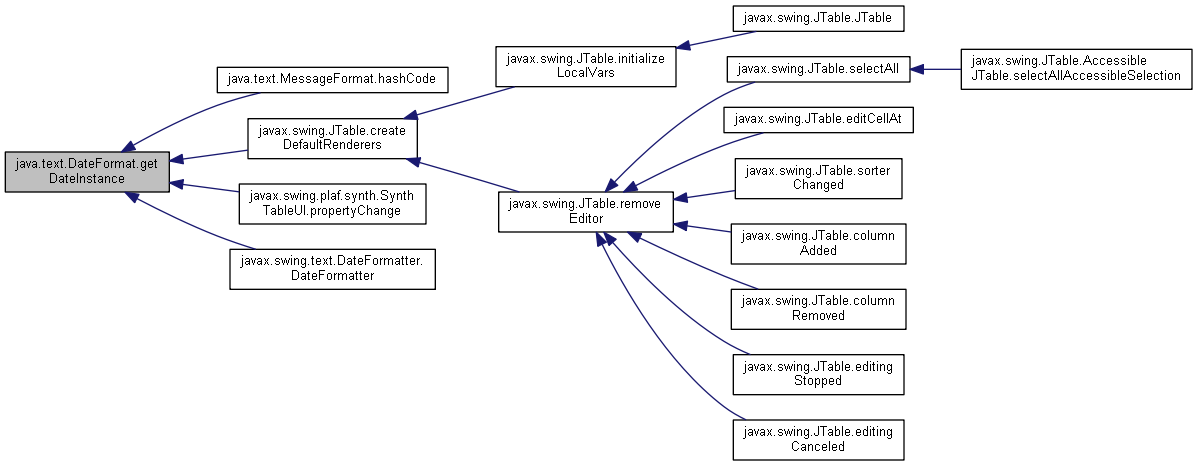 java.text.DateFormat.get
DateInstance
java.text.MessageFormat.hashCode
javax.swing.JTable.create
DefaultRenderers
javax.swing.plaf.synth.Synth
TableUI.propertyChange
javax.swing.text.DateFormatter.
DateFormatter
javax.swing.JTable.initialize
LocalVars
javax.swing.JTable.remove
Editor
javax.swing.JTable.JTable
javax.swing.JTable.selectAll
javax.swing.JTable.editCellAt
javax.swing.JTable.sorter
Changed
javax.swing.JTable.column
Added
javax.swing.JTable.column
Removed
javax.swing.JTable.editing
Stopped
javax.swing.JTable.editing
Canceled
javax.swing.JTable.Accessible
JTable.selectAllAccessibleSelection